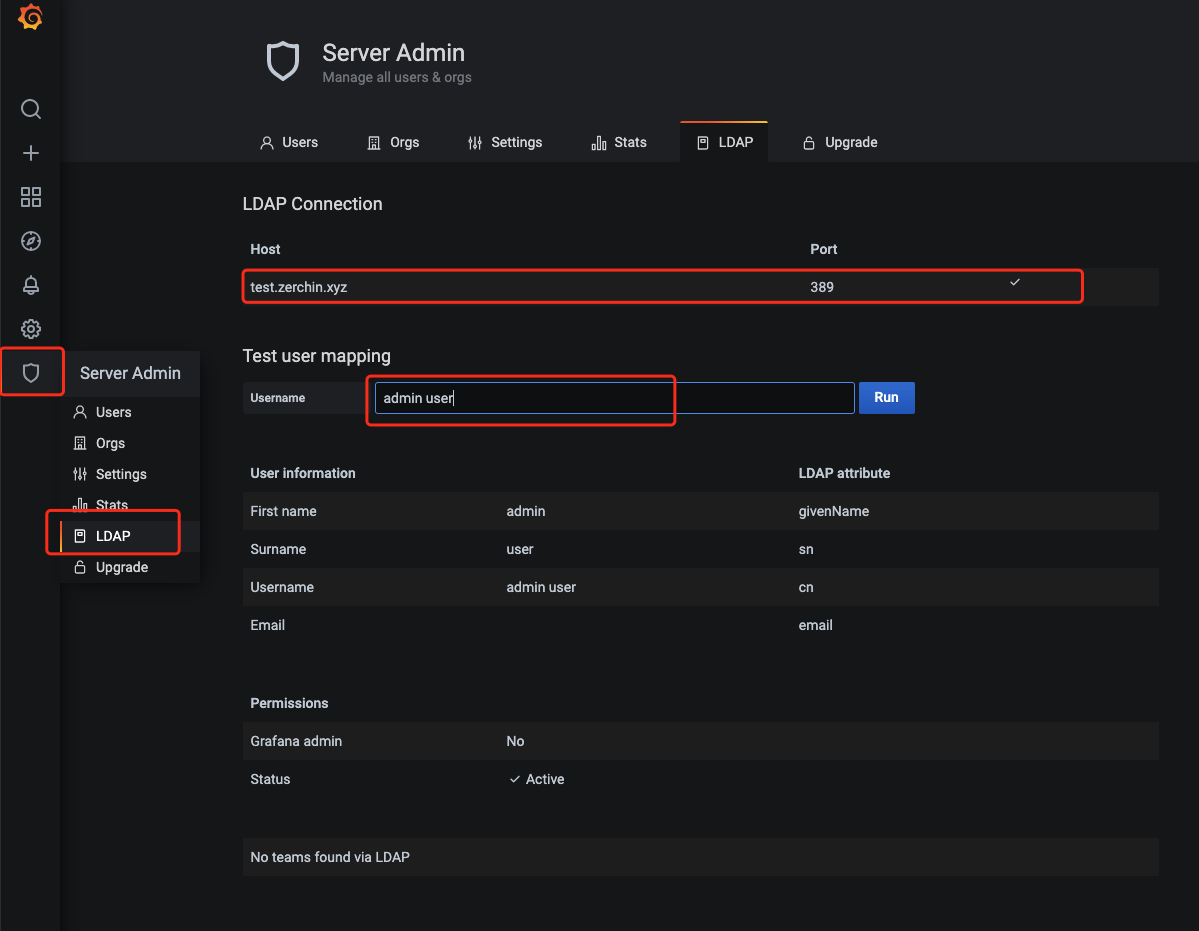 Server Admin
Manage all users & orgs
Users Orgs Settings Stats LDAP Upgrade
LDAP Connection
Host Port
test.zerchin.xyz 389
Test user mapping
Username admin user Run
User information LDAP attribute
First name admin givenName
Surname user sn
Username admin user cn
Email email
Permissions
Grafana admin No
Status Active
No teams found via LDAP
Server Admin
Users
Orgs
Settings
Stats
LDAP
Upgrade